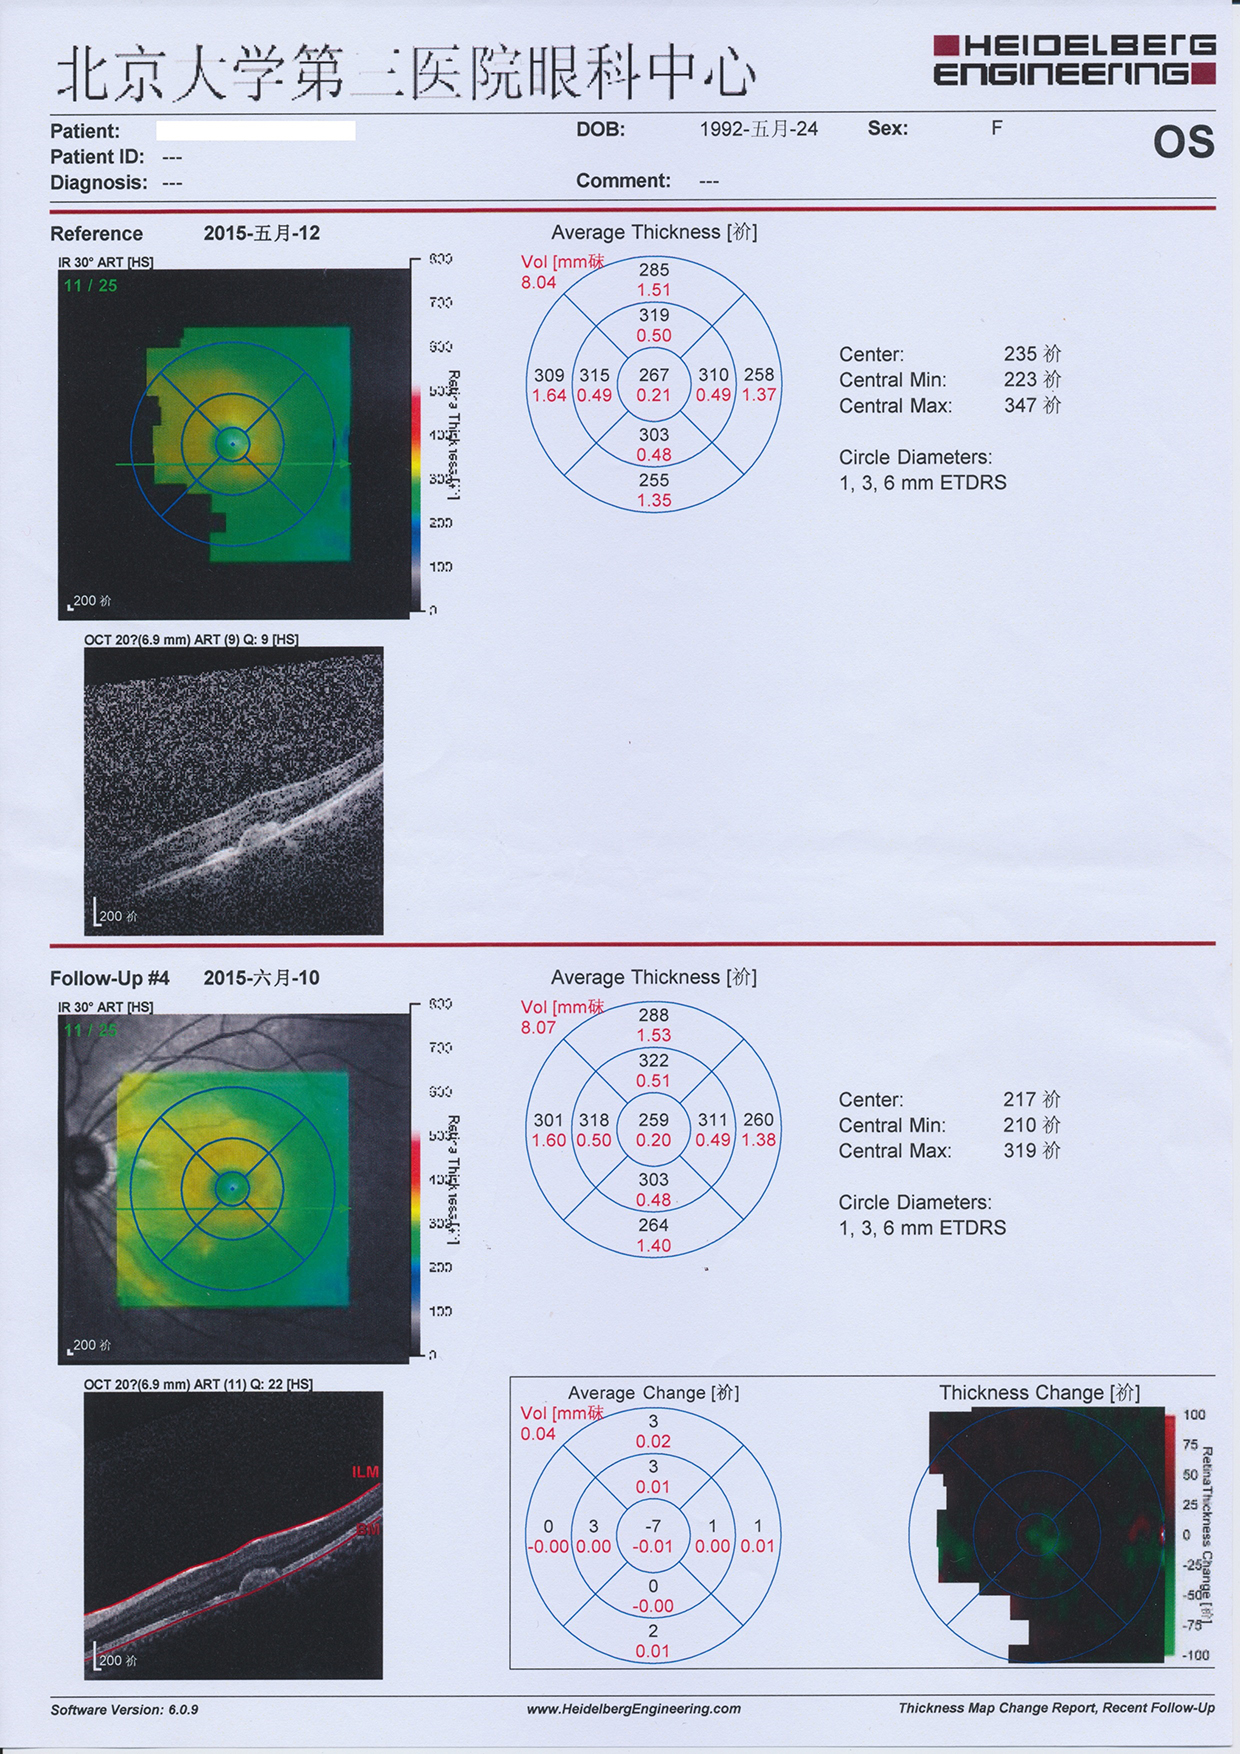 北京大学第三医院眼科中心
HEIDELBERG
ENGINEERING
Patient:
DOB: 1992-五月-24 Sex: F
OS
Patient ID: ---
Diagnosis: --- Comment: ---
Reference 2015-五月-12
Average Thickness [祄]
IR 30° ART [HS]
11 / 25
200 祄
800
700
600
500
400
300
200
100
0
Retina Thickness
Vol [mm砞
8.04
285
1.51
319
0.50
309 315 267 310 258
1.64 0.49 0.21 0.49 1.37
303
0.48
255
1.35
Center: 235 祄
Central Min: 223 祄
Central Max: 347 祄
Circle Diameters:
1, 3, 6 mm ETDRS
OCT 20?(6.9 mm) ART (9) Q: 9 [HS]
200 祄
Follow-Up #4 2015-六月-10
Average Thickness [祄]
IR 30° ART [HS]
11 / 25
200 祄
800
700
600
500
400
300
200
100
0
Retina Thickness
Vol [mm砞
8.07
288
1.53
322
0.51
301 318 259 311 260
1.60 0.50 0.20 0.49 1.38
303
0.48
264
1.40
Center: 217 祄
Central Min: 210 祄
Central Max: 319 祄
Circle Diameters:
1, 3, 6 mm ETDRS
OCT 20?(6.9 mm) ART (11) Q: 22 [HS]
ILM
BM
200 祄
Average Change [祄]
Vol [mm砞
0.04
3
0.02
3
0.01
0 3 -7 1 1
-0.00 0.00 -0.01 0.00 0.01
0
-0.00
2
0.01
Thickness Change [祄]
100
75
50
25
0
-25
-50
-75
-100
Retina Thickness Change [祄]
Software Version: 6.0.9
www.HeidelbergEngineering.com
Thickness Map Change Report, Recent Follow-Up